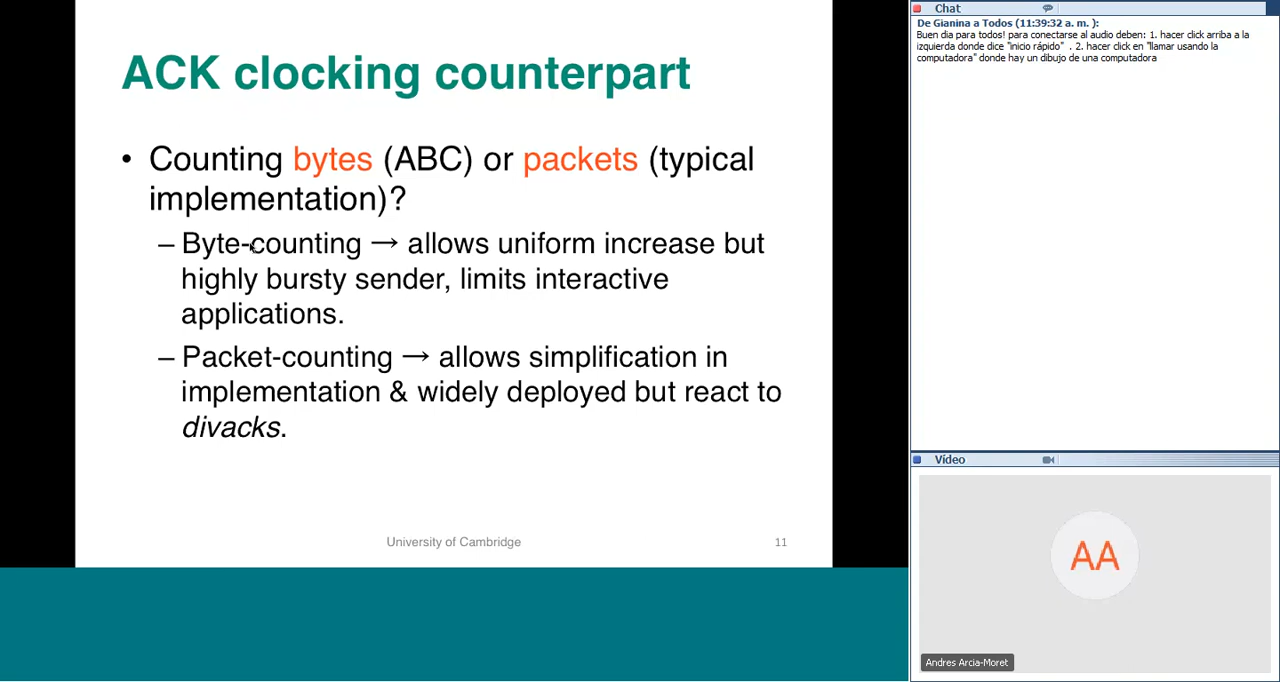 ACK clocking counterpart
• Counting bytes (ABC) or packets (typical
implementation)?
– Byte-counting → allows uniform increase but
highly bursty sender, limits interactive
applications.
– Packet-counting → allows simplification in
implementation & widely deployed but react to
divacks.
University of Cambridge
11
Chat
De Gianina a Todos (11:39:32 a. m. ):
Buen dia para todos! para conectarse al audio deben: 1. hacer click arriba a la
izquierda donde dice "inicio rápido" . 2. hacer click en "llamar usando la
computadora" donde hay un dibujo de una computadora
Vídeo
AA
Andres Arcia-Moret